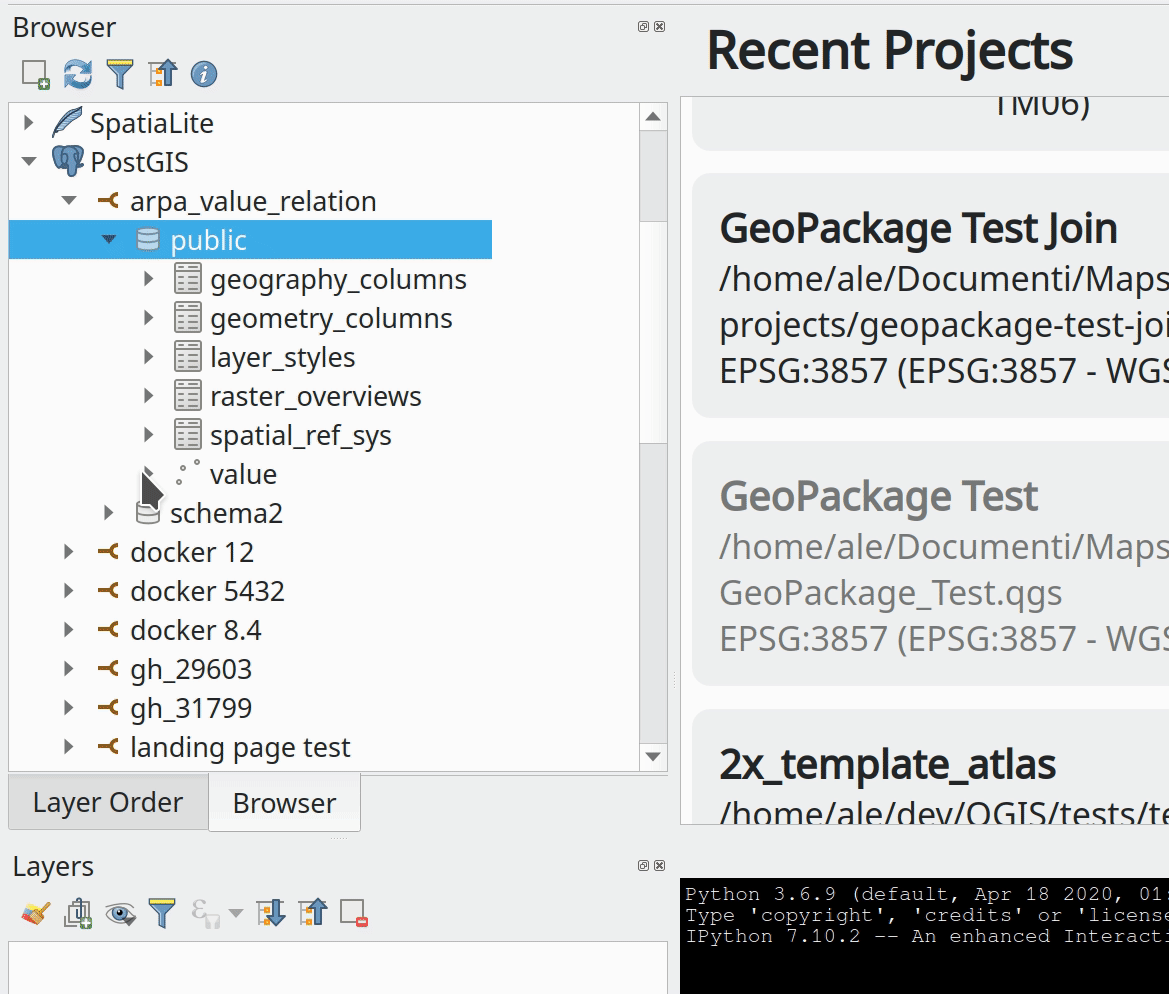 Browser
SpatiaLite
PostGIS
arpa_value_relation
public
geography_columns
geometry_columns
layer_styles
raster_overviews
spatial_ref_sys
value
schema2
docker 12
docker 5432
docker 8.4
gh_29603
gh_31799
landing page test
Layer Order
Browser
Layers
Recent Projects
TM06)
GeoPackage Test Join
/home/ale/Documenti/Maps
projects/geopackage-test-joi
EPSG:3857 (EPSG:3857 - WGS
GeoPackage Test
/home/ale/Documenti/Maps
GeoPackage_Test.qgs
EPSG:3857 (EPSG:3857 - WGS
2x_template_atlas
/home/ale/dev/QGIS/tests/te
Python 3.6.9 (default, Apr 18 2020, 01:
Type 'copyright', 'credits' or 'license
IPython 7.10.2 -- An enhanced Interacti